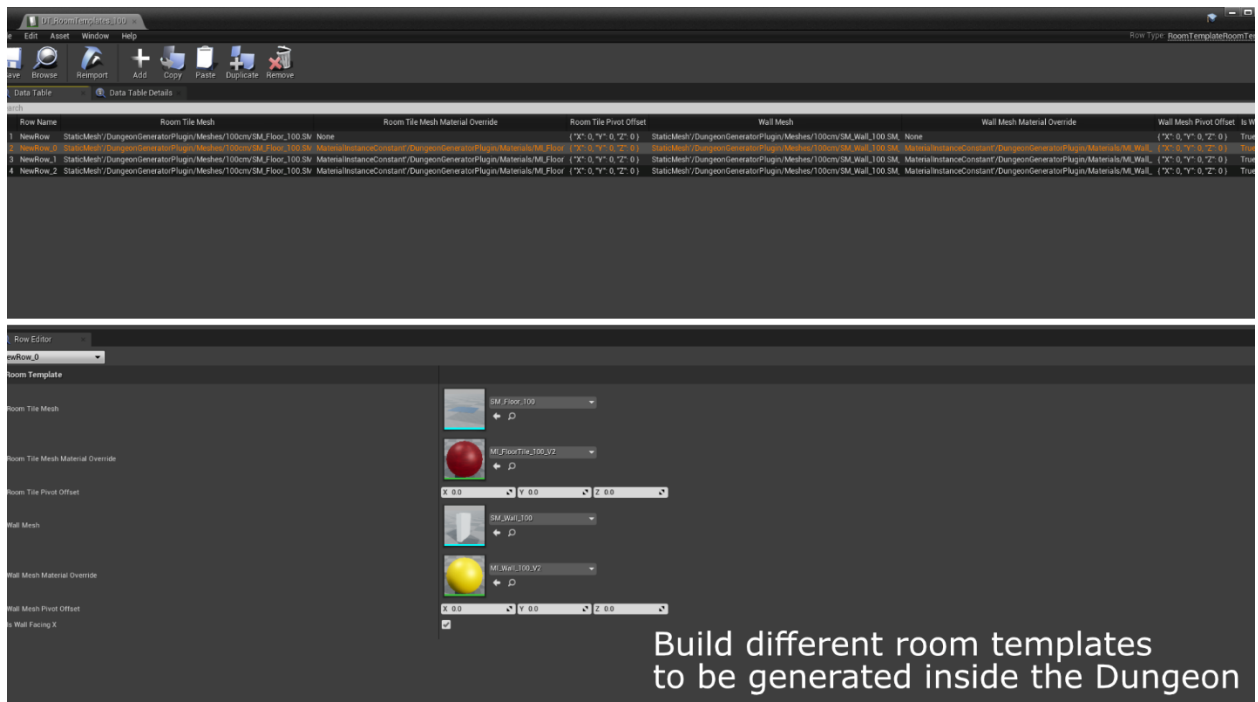 DT_RoomTemplates_100
Edit Asset Window Help
Row Type: RoomTemplateRoomTe
Save Browse Reimport Add Copy Paste Duplicate Remove
Data Table Data Table Details
Row Name Room Tile Mesh Room Tile Mesh Material Override Room Tile Pivot Offset Wall Mesh Wall Mesh Material Override Wall Mesh Pivot Offset Is W
1 NewRow StaticMesh'/DungeonGeneratorPlugin/Meshes/100cm/SM_Floor_100.SM None {"X": 0, "Y": 0, "Z": 0 } StaticMesh'/DungeonGeneratorPlugin/Meshes/100cm/SM_Wall_100.SM_ None {"X": 0, "Y": 0, "Z": 0 } True
2 NewRow_0 StaticMesh'/DungeonGeneratorPlugin/Meshes/100cm/SM_Floor_100.SM MaterialInstanceConstant'/DungeonGeneratorPlugin/Materials/MI_Floor {"X": 0, "Y": 0, "Z": 0 } StaticMesh'/DungeonGeneratorPlugin/Meshes/100cm/SM_Wall_100.SM_ MaterialInstanceConstant'/DungeonGeneratorPlugin/Materials/MI_Wall_ {"X": 0, "Y": 0, "Z": 0 } True
3 NewRow_1 StaticMesh'/DungeonGeneratorPlugin/Meshes/100cm/SM_Floor_100.SM MaterialInstanceConstant'/DungeonGeneratorPlugin/Materials/MI_Floor {"X": 0, "Y": 0, "Z": 0 } StaticMesh'/DungeonGeneratorPlugin/Meshes/100cm/SM_Wall_100.SM_ MaterialInstanceConstant'/DungeonGeneratorPlugin/Materials/MI_Wall_ {"X": 0, "Y": 0, "Z": 0 } True
4 NewRow_2 StaticMesh'/DungeonGeneratorPlugin/Meshes/100cm/SM_Floor_100.SM MaterialInstanceConstant'/DungeonGeneratorPlugin/Materials/MI_Floor {"X": 0, "Y": 0, "Z": 0 } StaticMesh'/DungeonGeneratorPlugin/Meshes/100cm/SM_Wall_100.SM_ MaterialInstanceConstant'/DungeonGeneratorPlugin/Materials/MI_Wall_ {"X": 0, "Y": 0, "Z": 0 } True
Row Editor
ewRow_0
Room Template
Room Tile Mesh
SM_Floor_100
Room Tile Mesh Material Override
MI_FloorTile_100_V2
Room Tile Pivot Offset
X 0.0 Y 0.0 Z 0.0
Wall Mesh
SM_Wall_100
Wall Mesh Material Override
MI_Wall_100_V2
Wall Mesh Pivot Offset
X 0.0 Y 0.0 Z 0.0
Is Wall Facing X
Build different room templates
to be generated inside the Dungeon